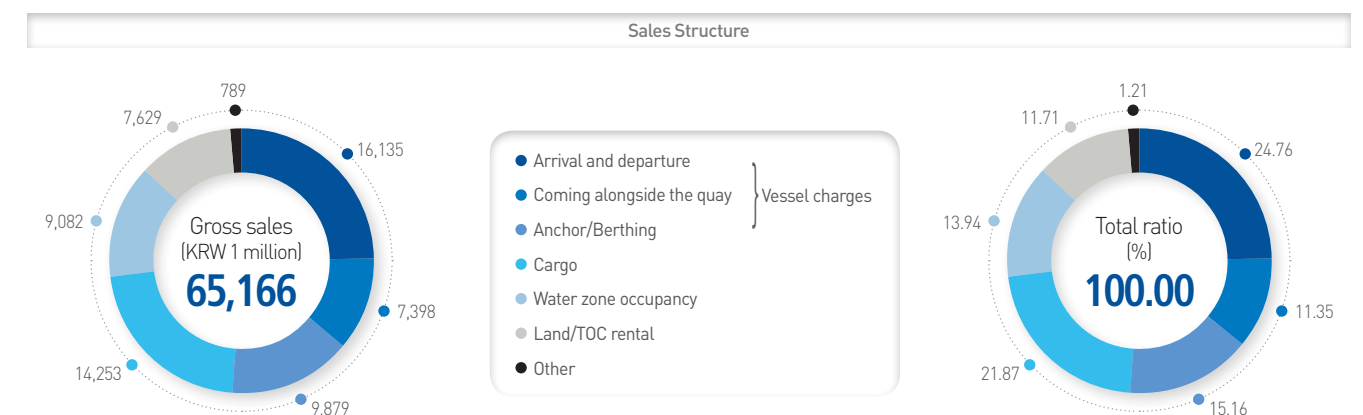 Sales Structure
789
7,629
16,135
9,082
Gross sales
(KRW 1 million)
65,166
7,398
14,253
9,879
Arrival and departure
Coming alongside the quay
Vessel charges
Anchor/Berthing
Cargo
Water zone occupancy
Land/TOC rental
Other
1.21
11.71
24.76
13.94
Total ratio
(%)
100.00
11.35
21.87
15.16